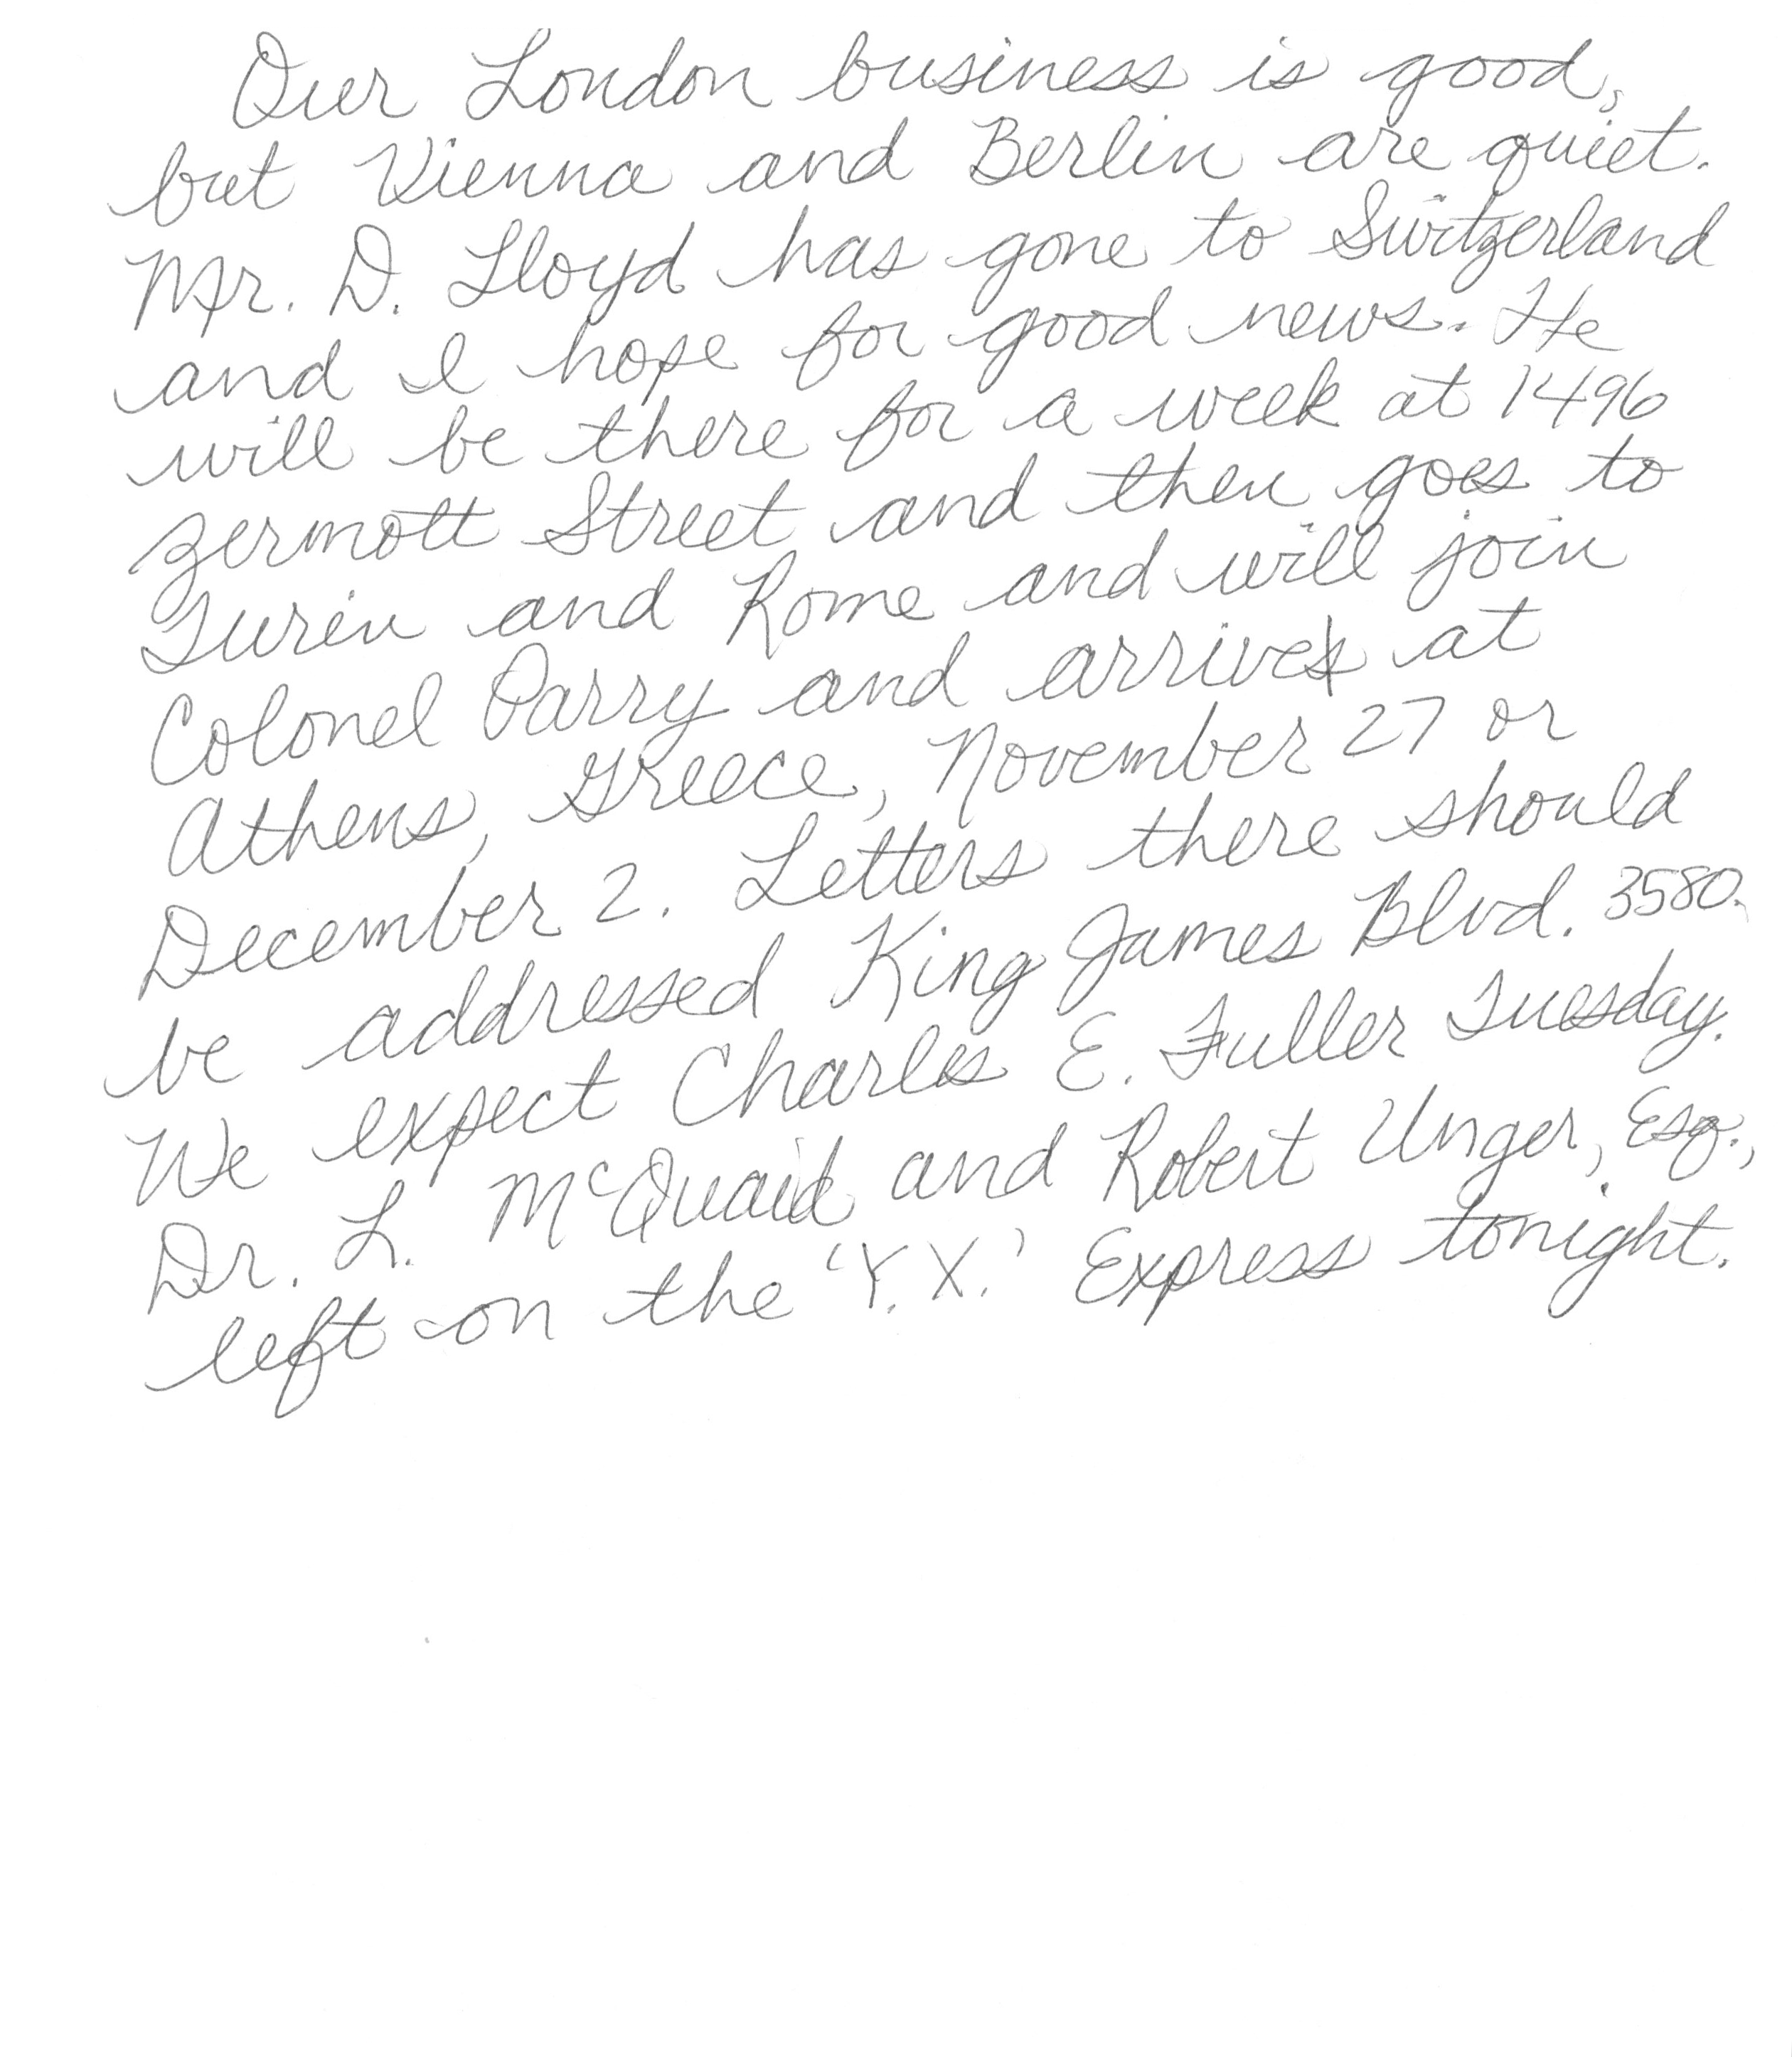 Our London business is good,
but Vienna and Berlin are quiet.
Mr. D. Lloyd has gone to Switzerland
and I hope for good news. He
will be there for a week at 1496
Zermott Street and then goes to
Turin and Rome and will join
Colonel Parry and arrive at
Athens, Greece, November 27 or
December 2. Letters there should
be addressed King James Blvd. 3580.
We expect Charles E. Fuller Tuesday.
Dr. L. McQuaid and Robert Unger, Esq.,
left on the 'Y.X.' Express tonight.